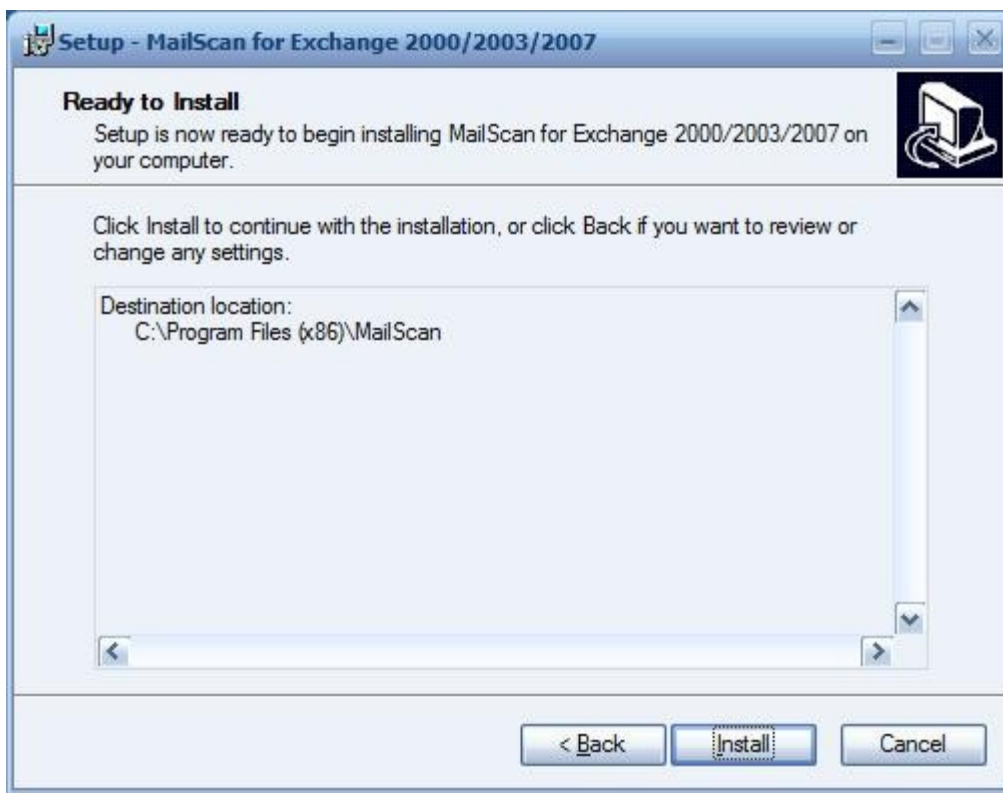 Setup - MailScan for Exchange 2000/2003/2007
Ready to Install
Setup is now ready to begin installing MailScan for Exchange 2000/2003/2007 on
your computer.
Click Install to continue with the installation, or click Back if you want to review or
change any settings.
Destination location:
C:\Program Files (x86)\MailScan
< Back
Install
Cancel